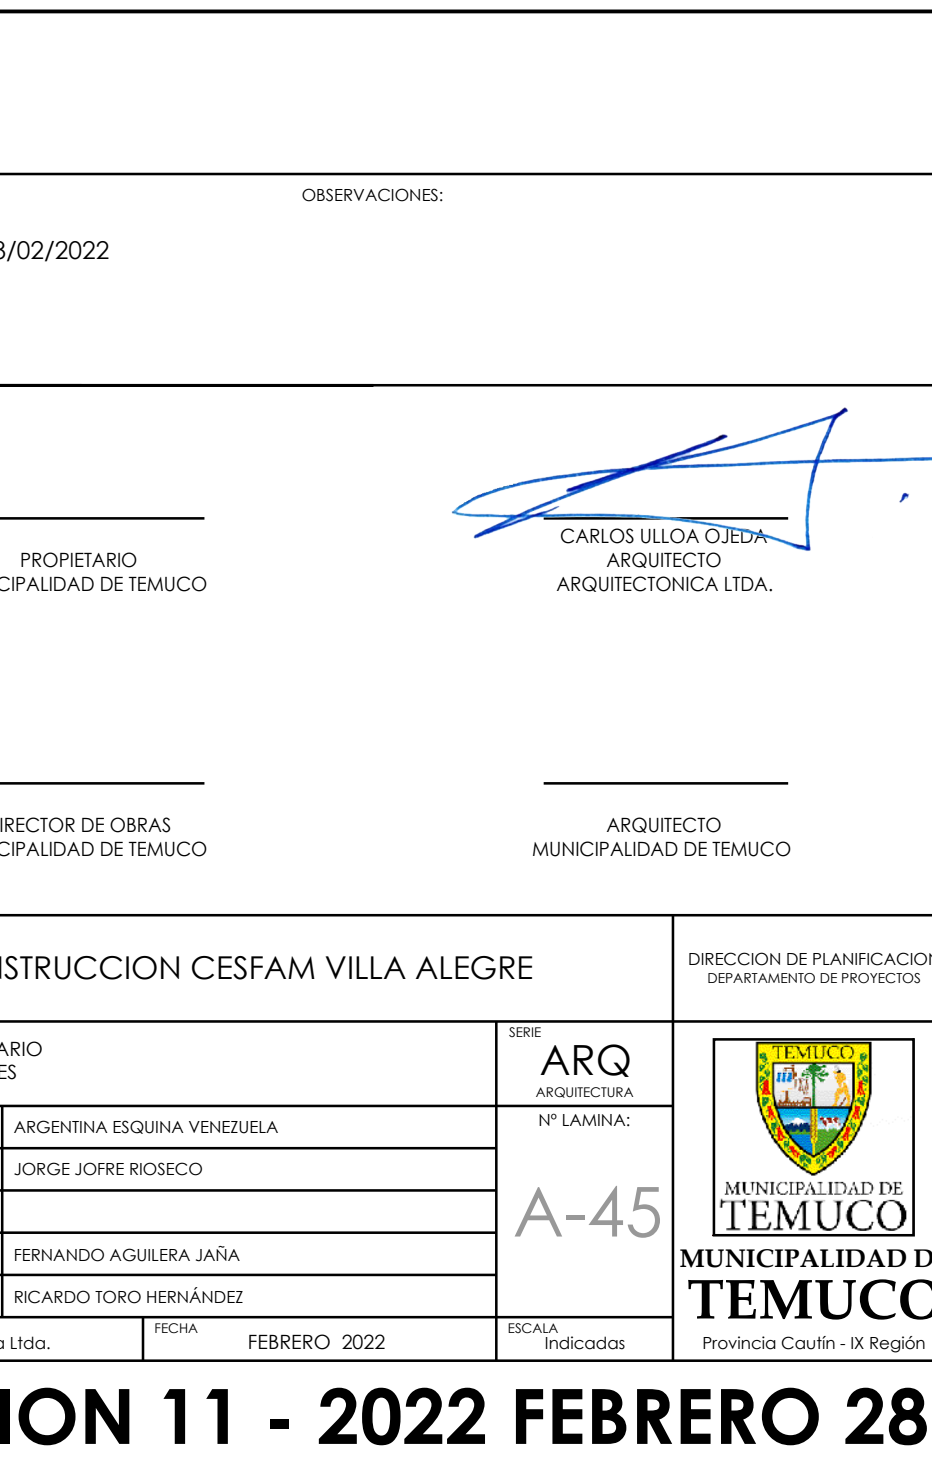 OBSERVACIONES:
/02/2022
CARLOS ULLOA OJEDA
PROPIETARIO
ARQUITECTO
CIPALIDAD DE TEMUCO
ARQUITECTONICA LTDA.
IRECTOR DE OBRAS
ARQUITECTO
CIPALIDAD DE TEMUCO
MUNICIPALIDAD DE TEMUCO
STRUCCION CESFAM VILLA ALEGRE
DIRECCION DE PLANIFICACION
DEPARTAMENTO DE PROYECTOS
ARIO
ES
SERIE
ARQ
ARQUITECTURA
Nº LAMINA:
A-45
ARGENTINA ESQUINA VENEZUELA
JORGE JOFRE RIOSECO
FERNANDO AGUILERA JAÑA
RICARDO TORO HERNÁNDEZ
a Ltda.
FECHA
FEBRERO 2022
ESCALA
Indicadas
TEMUCO
MUNICIPALIDAD DE
TEMUCO
MUNICIPALIDAD D
TEMUCO
Provincia Cautín - IX Región
ION 11 - 2022 FEBRERO 28